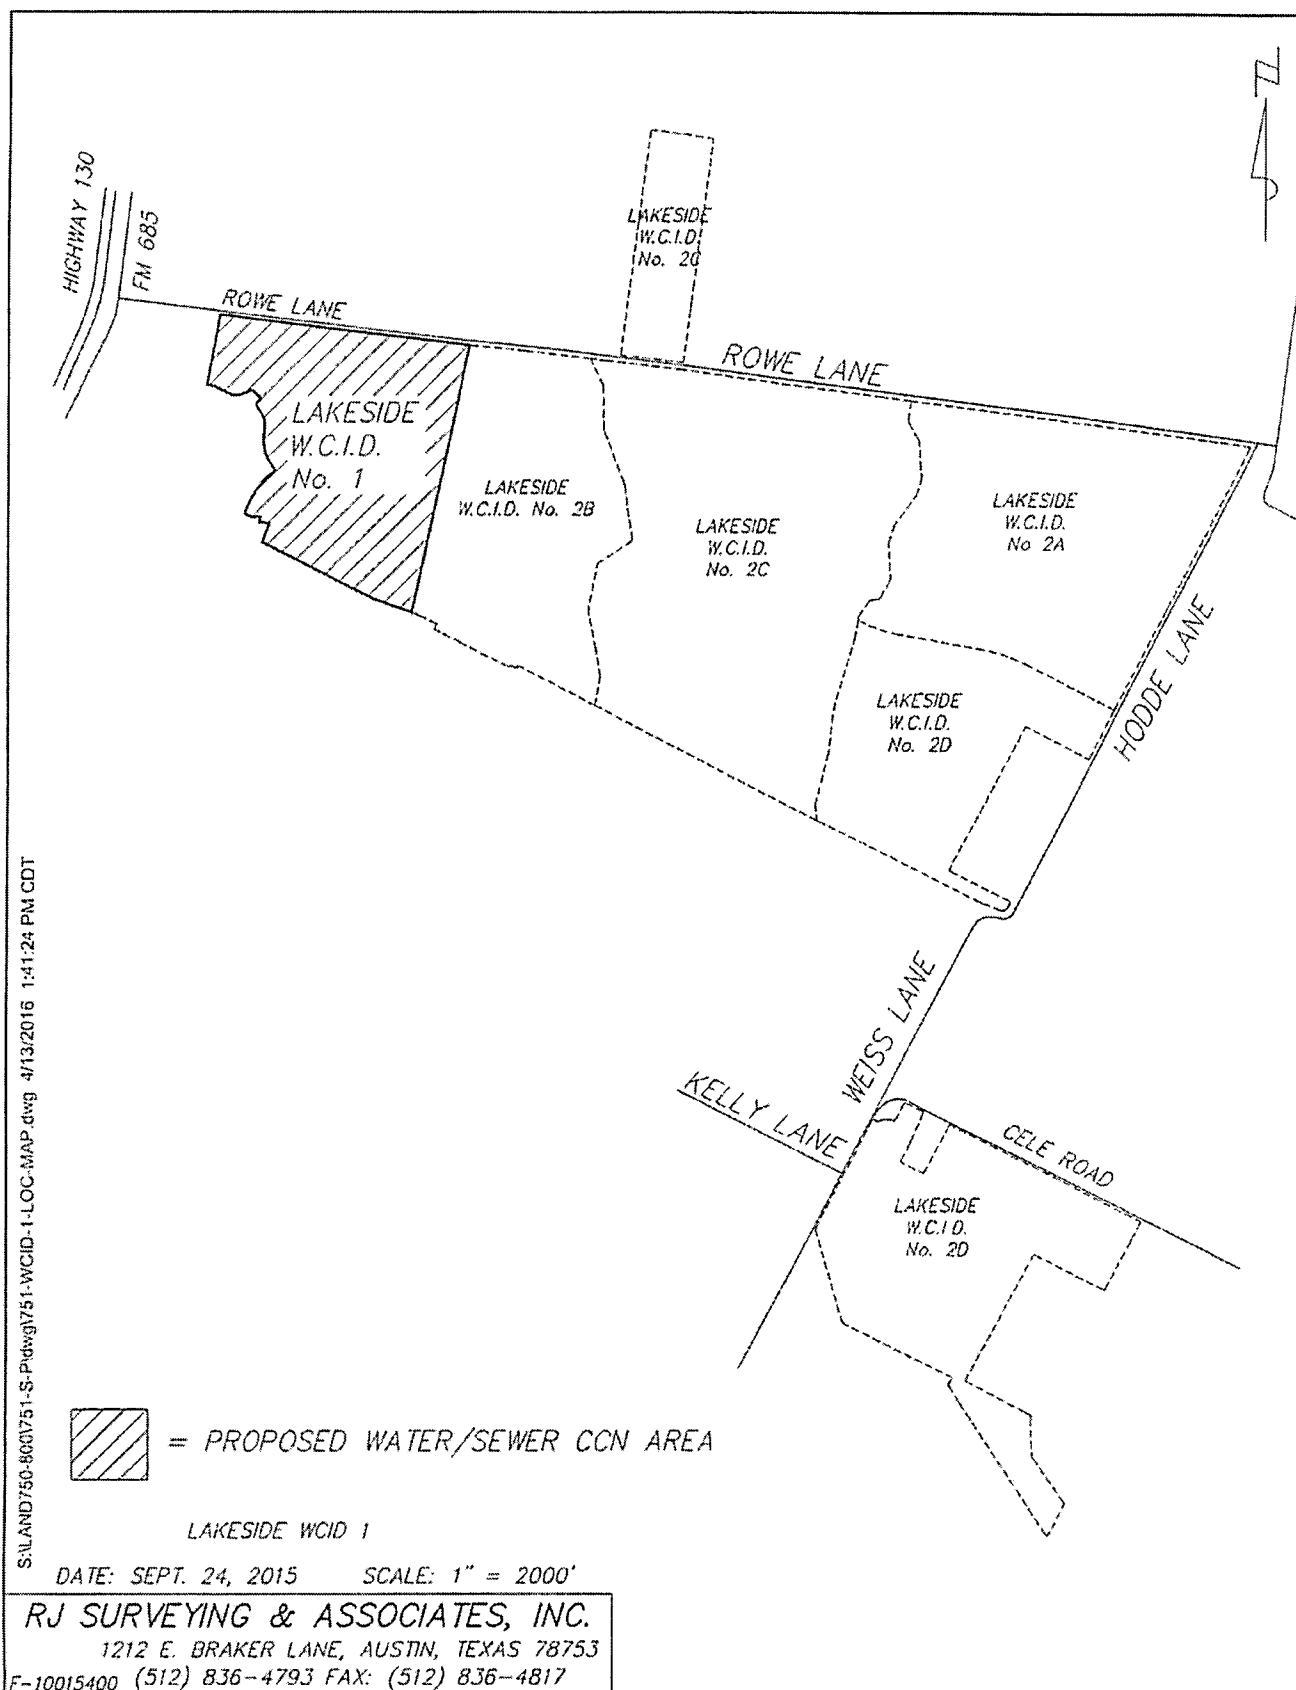 HIGHWAY 130
FM 685
ROWE LANE
LAKESIDE
W.C.I.D.
No. 2C
ROWE LANE
LAKESIDE
W.C.I.D.
No. 1
LAKESIDE
W.C.I.D. No. 2B
LAKESIDE
W.C.I.D.
No. 2C
LAKESIDE
W.C.I.D.
No 2A
LAKESIDE
W.C.I.D.
No. 2D
HODDE LANE
WEISS LANE
KELLY LANE
CELE ROAD
LAKESIDE
W.C.I.D.
No. 2D
S:\LAND750-800\751-S-P\dwg\751-WCID-1-LOC-MAP.dwg 4/13/2016 1:41:24 PM CDT
= PROPOSED WATER/SEWER CCN AREA
LAKESIDE WCID 1
DATE: SEPT. 24, 2015 SCALE: 1" = 2000'
RJ SURVEYING & ASSOCIATES, INC.
1212 E. BRAKER LANE, AUSTIN, TEXAS 78753
F-10015400 (512) 836-4793 FAX: (512) 836-4817